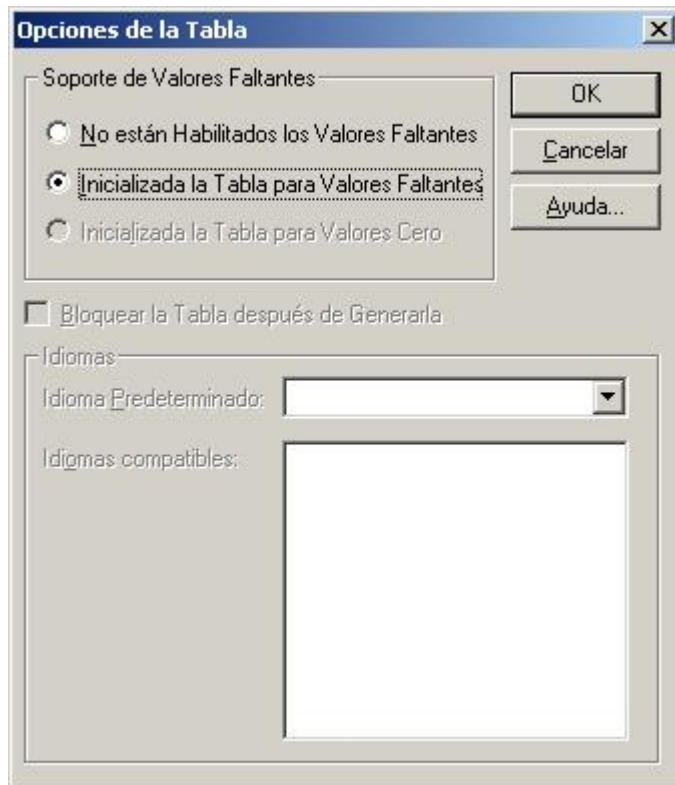 Opciones de la Tabla
Soporte de Valores Faltantes
No están Habilitados los Valores Faltantes
Inicializada la Tabla para Valores Faltantes
Inicializada la Tabla para Valores Cero
OK
Cancelar
Ayuda...
Bloquear la Tabla después de Generarla
Idiomas
Idioma Predeterminado:
Idiomas compatibles: